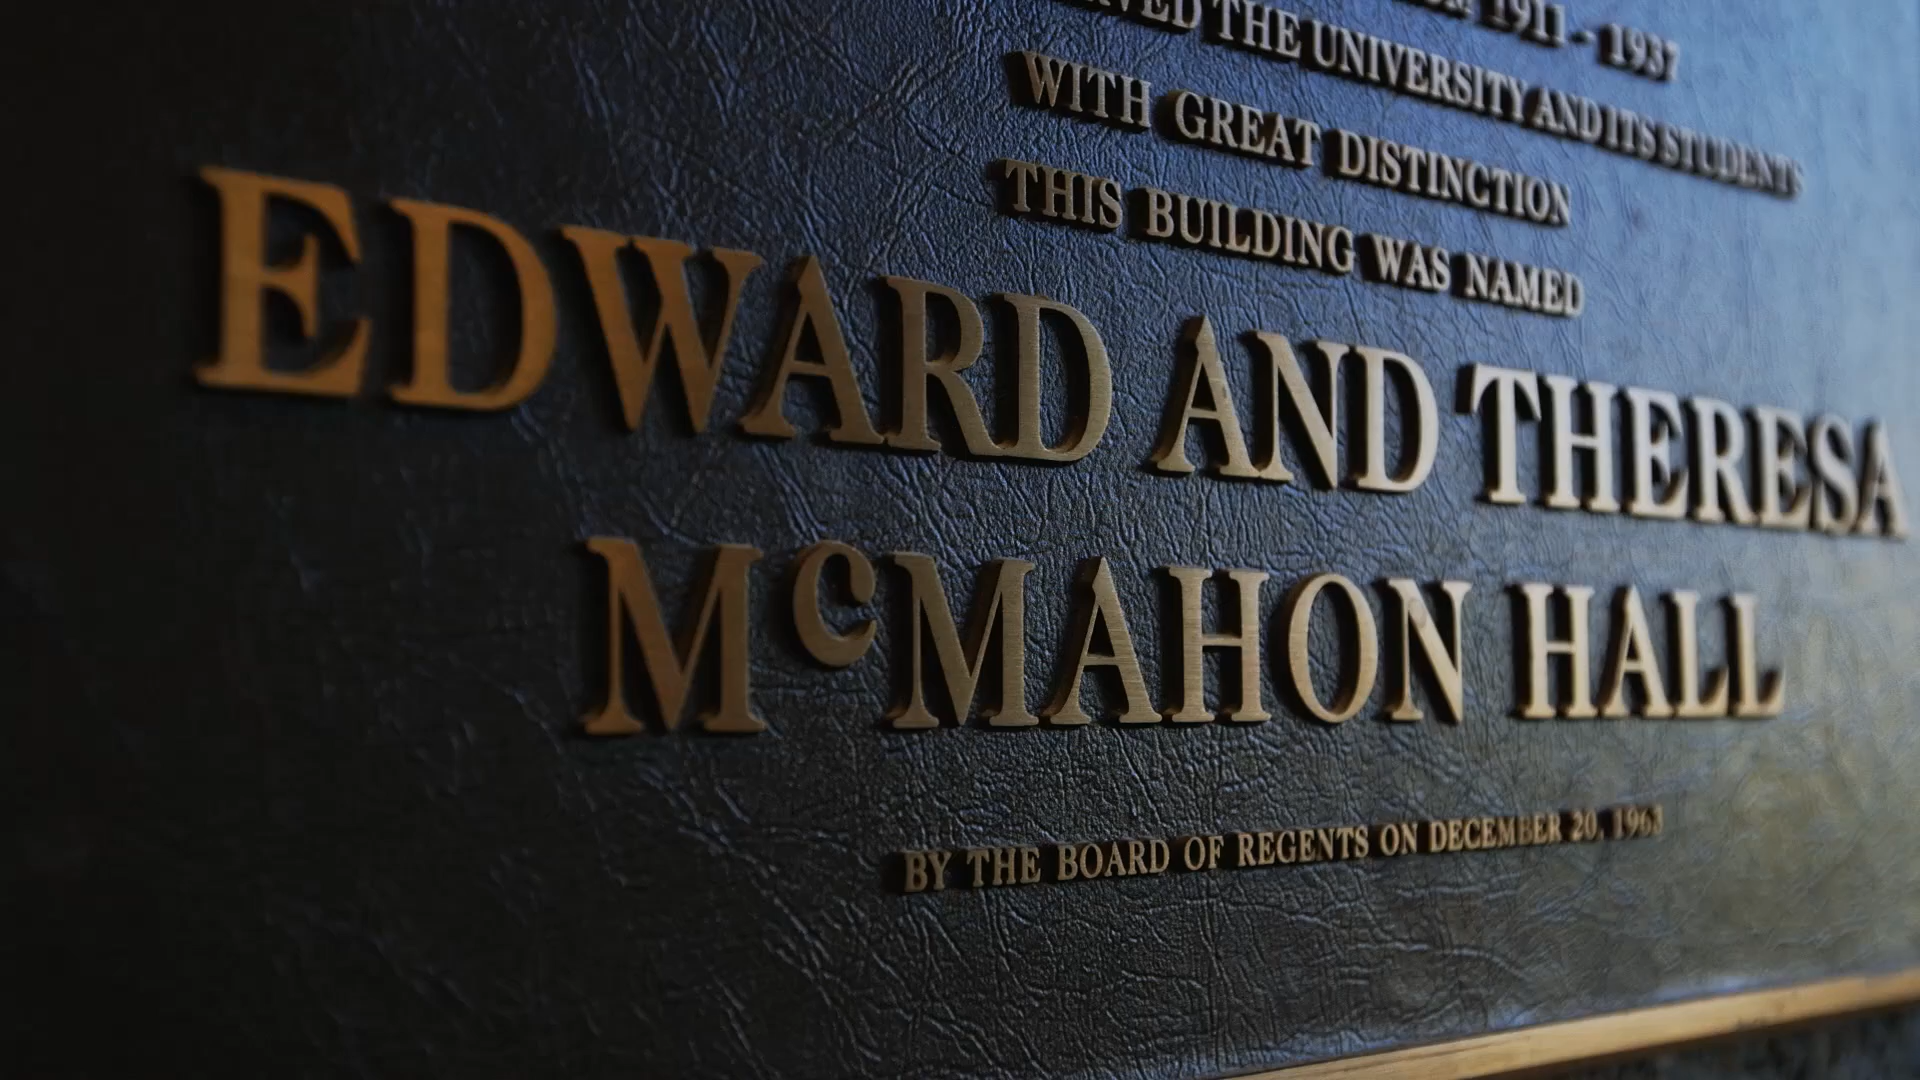 1911 - 1937
THE UNIVERSITY AND ITS STUDENTS
WITH GREAT DISTINCTION
THIS BUILDING WAS NAMED
EDWARD AND THERESA
McMAHON HALL
BY THE BOARD OF REGENTS ON DECEMBER 20, 1963